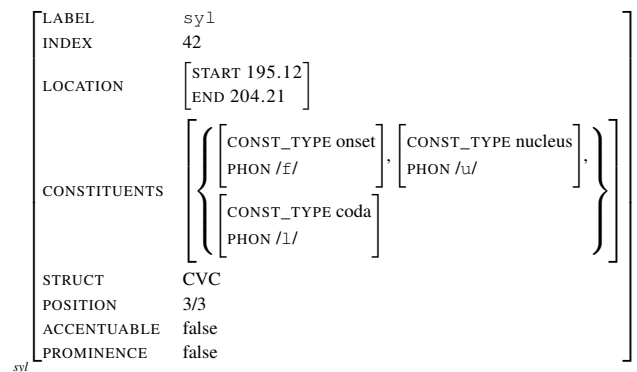 LABEL syl
INDEX 42
LOCATION [START 195.12
END 204.21]
CONSTITUENTS [{[CONST_TYPE onset
PHON /f/], [CONST_TYPE nucleus
PHON /u/],
[CONST_TYPE coda
PHON /l/]}]
STRUCT CVC
POSITION 3/3
ACCENTUABLE false
PROMINENCE false
syl